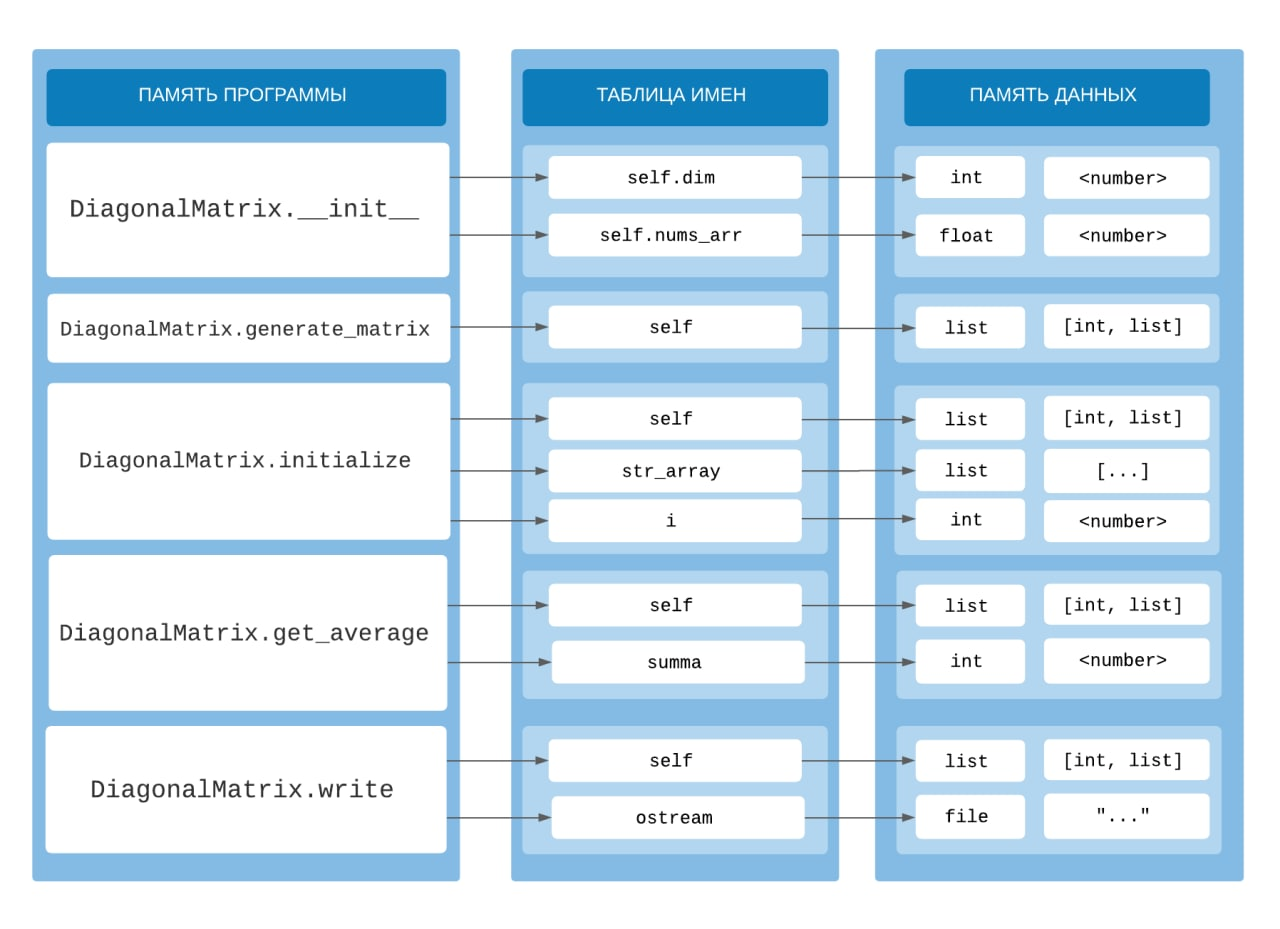 ПАМЯТЬ ПРОГРАММЫ
ТАБЛИЦА ИМЕН
ПАМЯТЬ ДАННЫХ
DiagonalMatrix.__init__
self.dim
int
<number>
self.nums_arr
float
<number>
DiagonalMatrix.generate_matrix
self
list
[int, list]
DiagonalMatrix.initialize
self
list
[int, list]
str_array
list
[...]
i
int
<number>
DiagonalMatrix.get_average
self
list
[int, list]
summa
int
<number>
DiagonalMatrix.write
self
list
[int, list]
ostream
file
"..."